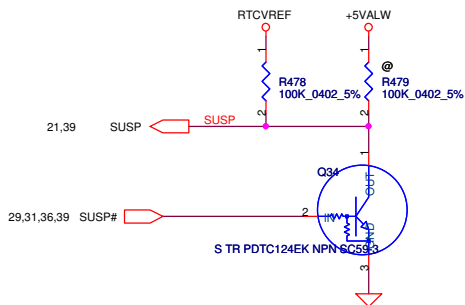 RTCVREF +5VALW
1 1
@
R478 R479
100K_0402_5% 100K_0402_5%
2 2
21,39 SUSP SUSP
1
Q34
OUT
29,31,36,39 SUSP# 2 IN
GND
S TR PDTC124EK NPN SC59-3
3